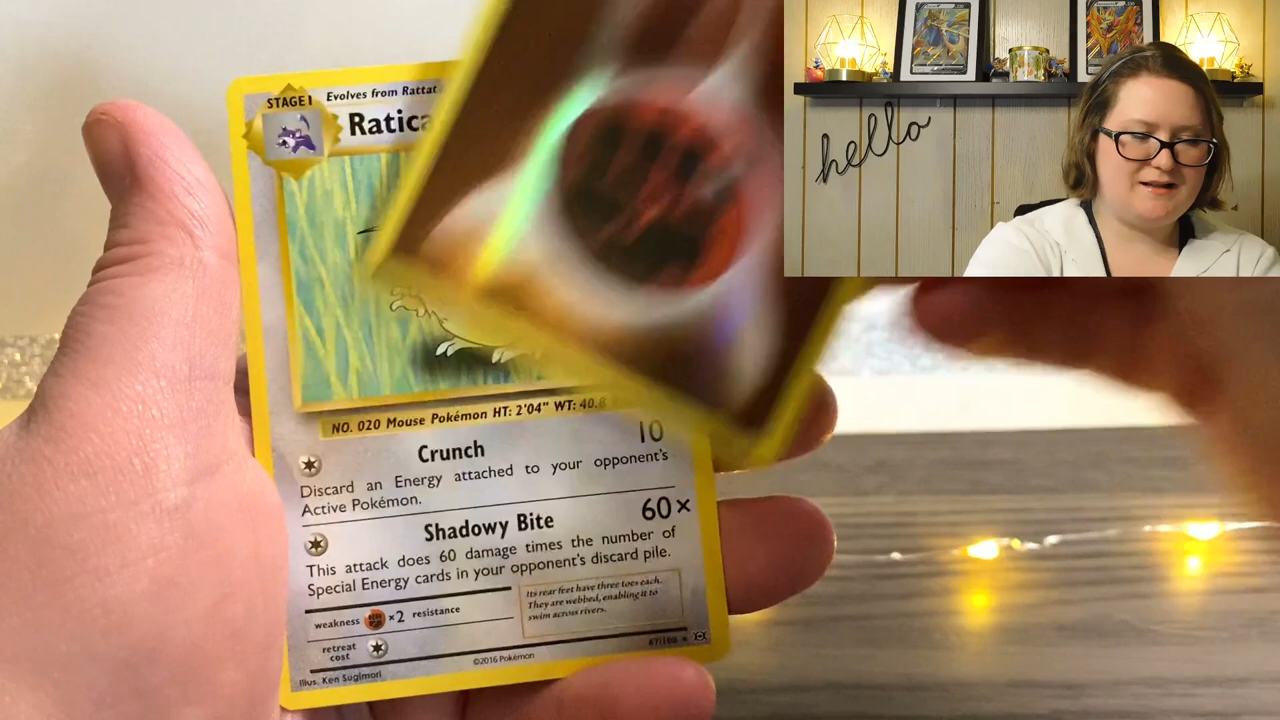 STAGE 1
Evolves from Rattat
Ratica
NO. 020 Mouse Pokémon HT: 2'04" WT: 40.8
Crunch
10
Discard an Energy attached to your opponent's
Active Pokémon.
Shadowy Bite
60×
This attack does 60 damage times the number of
Special Energy cards in your opponent's discard pile.
weakness ×2 resistance
retreat
cost
Its rear feet have three toes each.
They are webbed, enabling it to
swim across rivers.
67/108
©2016 Pokémon
Illus. Ken Sugimori
hello